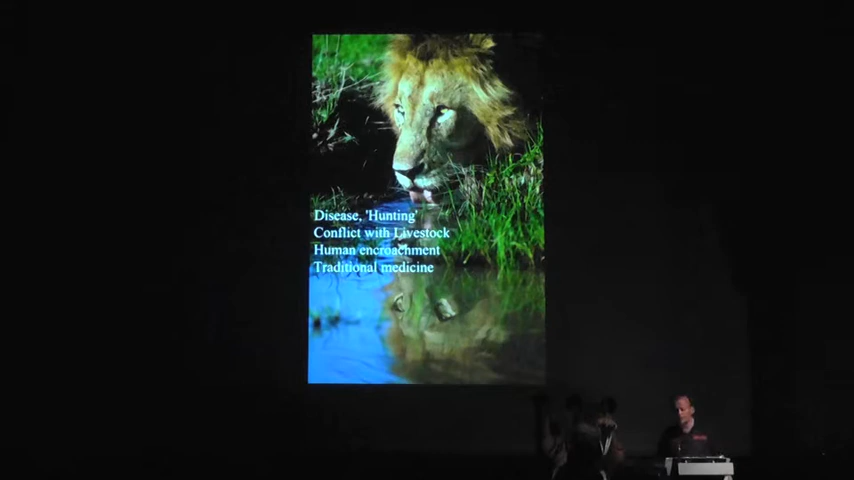 Disease, 'Hunting'
Conflict with Livestock
Human encroachment
Traditional medicine